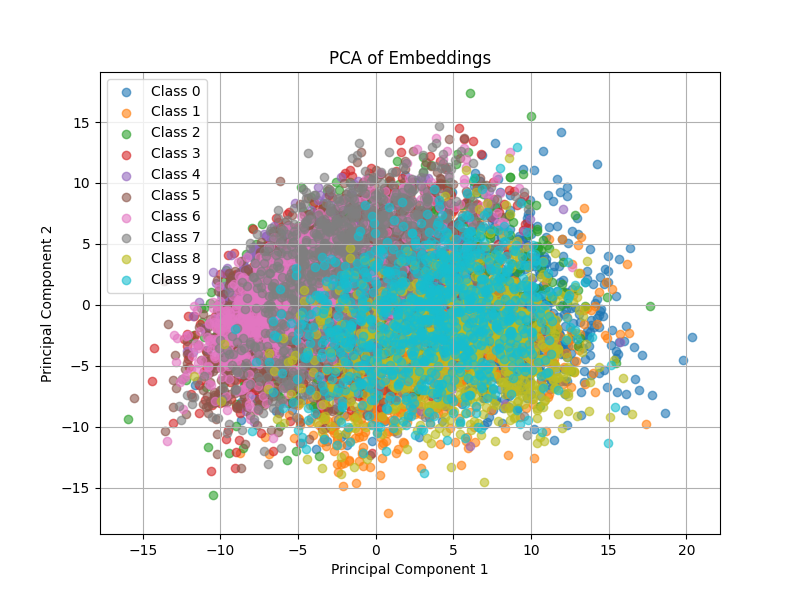 PCA of Embeddings
Class 0
Class 1
Class 2
Class 3
Class 4
Class 5
Class 6
Class 7
Class 8
Class 9
Principal Component 2
15
10
5
0
−5
−10
−15
−15 −10 −5 0 5 10 15 20
Principal Component 1